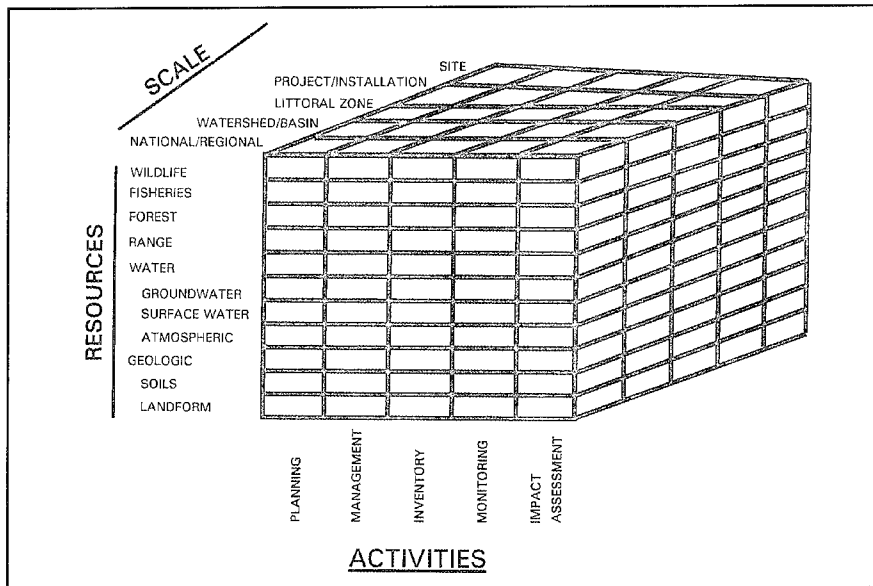 SCALE
SITE
PROJECT/INSTALLATION
LITTORAL ZONE
WATERSHED/BASIN
NATIONAL/REGIONAL
RESOURCES
WILDLIFE
FISHERIES
FOREST
RANGE
WATER
GROUNDWATER
SURFACE WATER
ATMOSPHERIC
GEOLOGIC
SOILS
LANDFORM
PLANNING
MANAGEMENT
INVENTORY
MONITORING
IMPACT
ASSESSMENT
ACTIVITIES